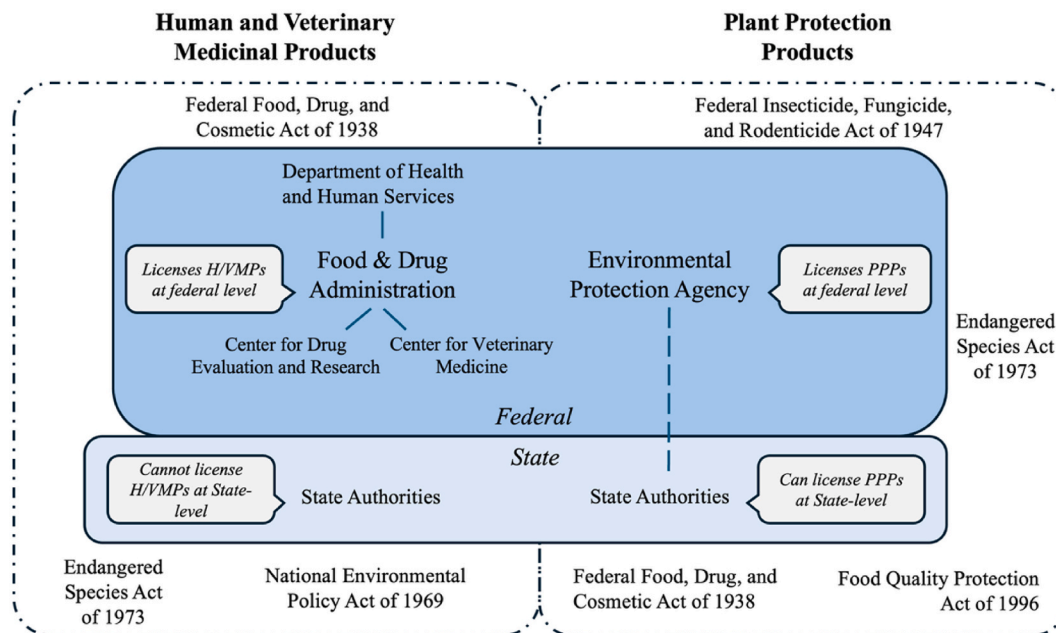 Human and Veterinary
Medicinal Products
Plant Protection
Products
Federal Food, Drug, and
Cosmetic Act of 1938
Federal Insecticide, Fungicide,
and Rodenticide Act of 1947
Department of Health
and Human Services
Licenses H/VMPs
at federal level
Food & Drug
Administration
Environmental
Protection Agency
Licenses PPPs
at federal level
Center for Drug
Evaluation and Research
Center for Veterinary
Medicine
Endangered
Species Act
of 1973
Federal
State
Cannot license
H/VMPs at State-
level
State Authorities
State Authorities
Can license PPPs
at State-level
Endangered
Species Act
of 1973
National Environmental
Policy Act of 1969
Federal Food, Drug, and
Cosmetic Act of 1938
Food Quality Protection
Act of 1996